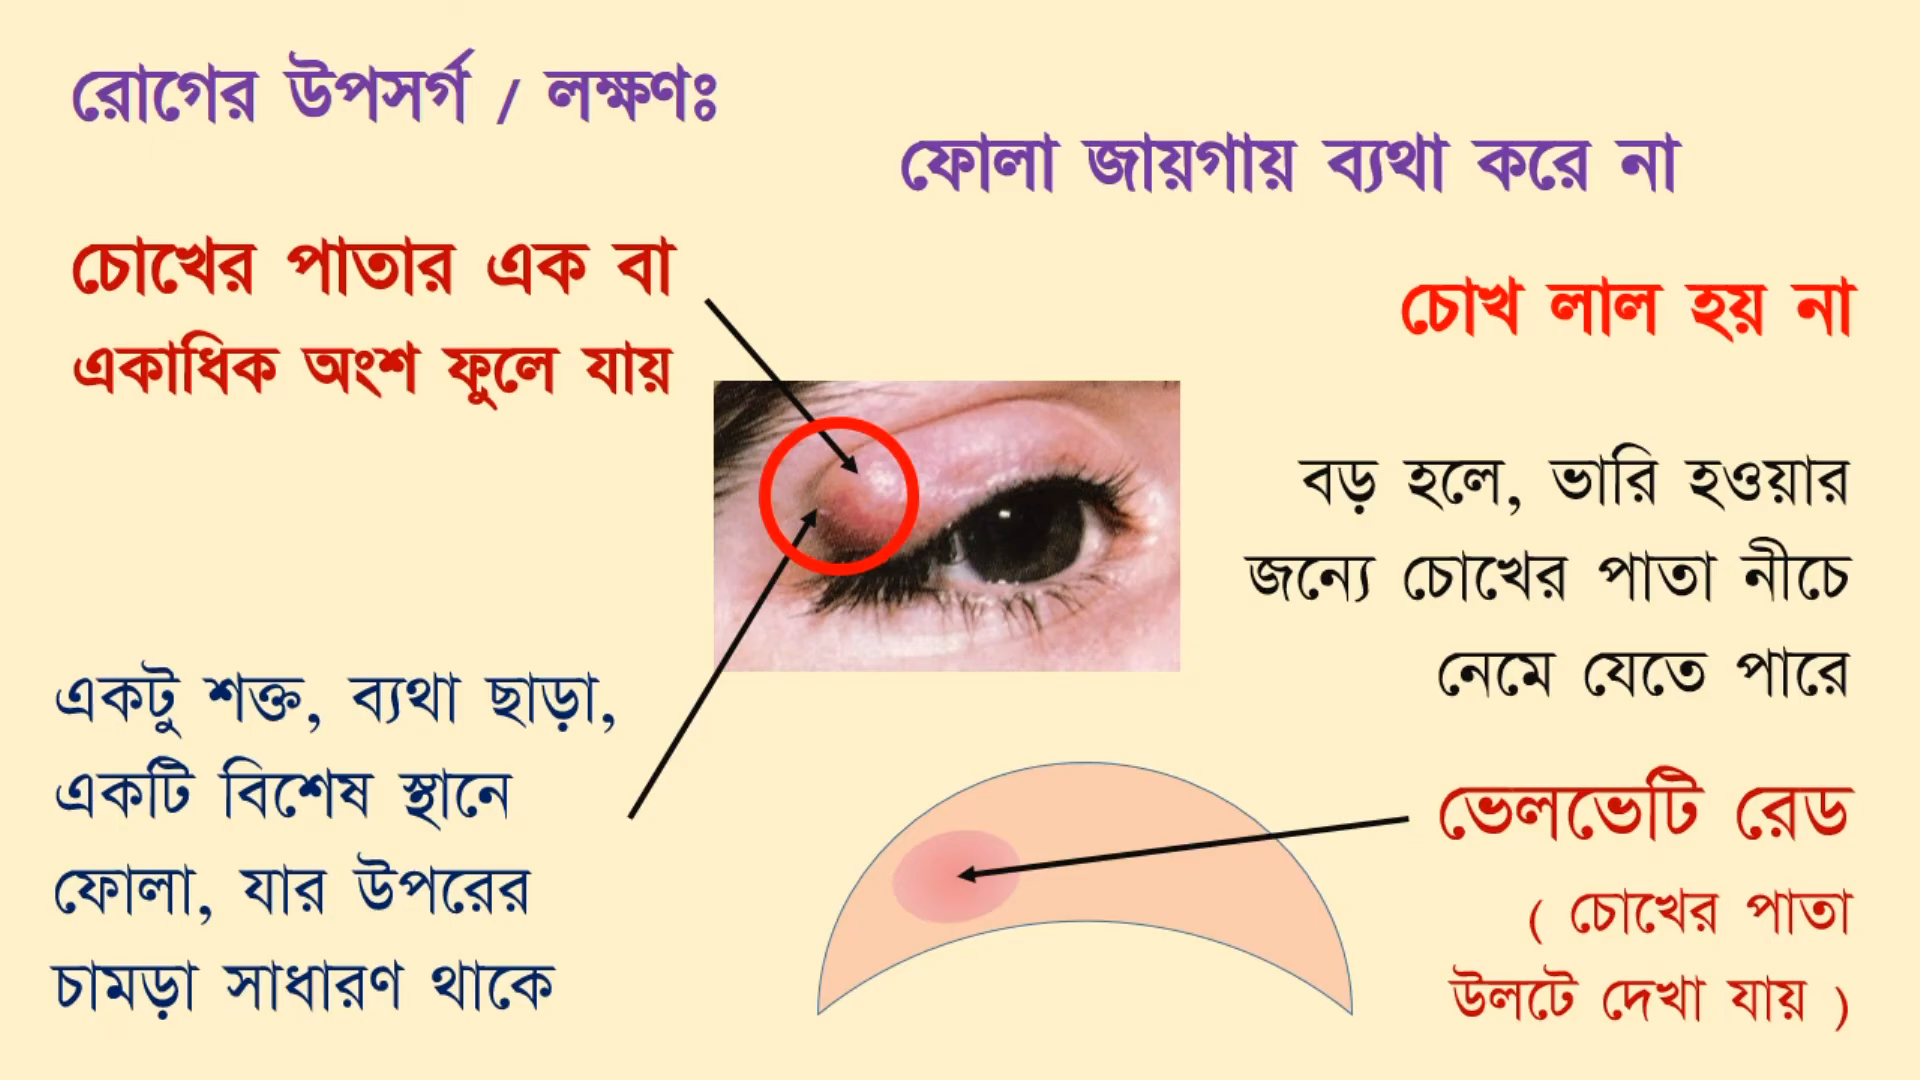 রোগের উপসর্গ / লক্ষণঃ
ফোলা জায়গায় ব্যথা করে না
চোখের পাতার এক বা
একাধিক অংশ ফুলে যায়
চোখ লাল হয় না
বড় হলে, ভারি হওয়ার
জন্যে চোখের পাতা নীচে
নেমে যেতে পারে
একটু শক্ত, ব্যথা ছাড়া,
একটি বিশেষ স্থানে
ফোলা, যার উপরের
চামড়া সাধারণ থাকে
ভেলভেটি রেড
( চোখের পাতা
উলটে দেখা যায় )